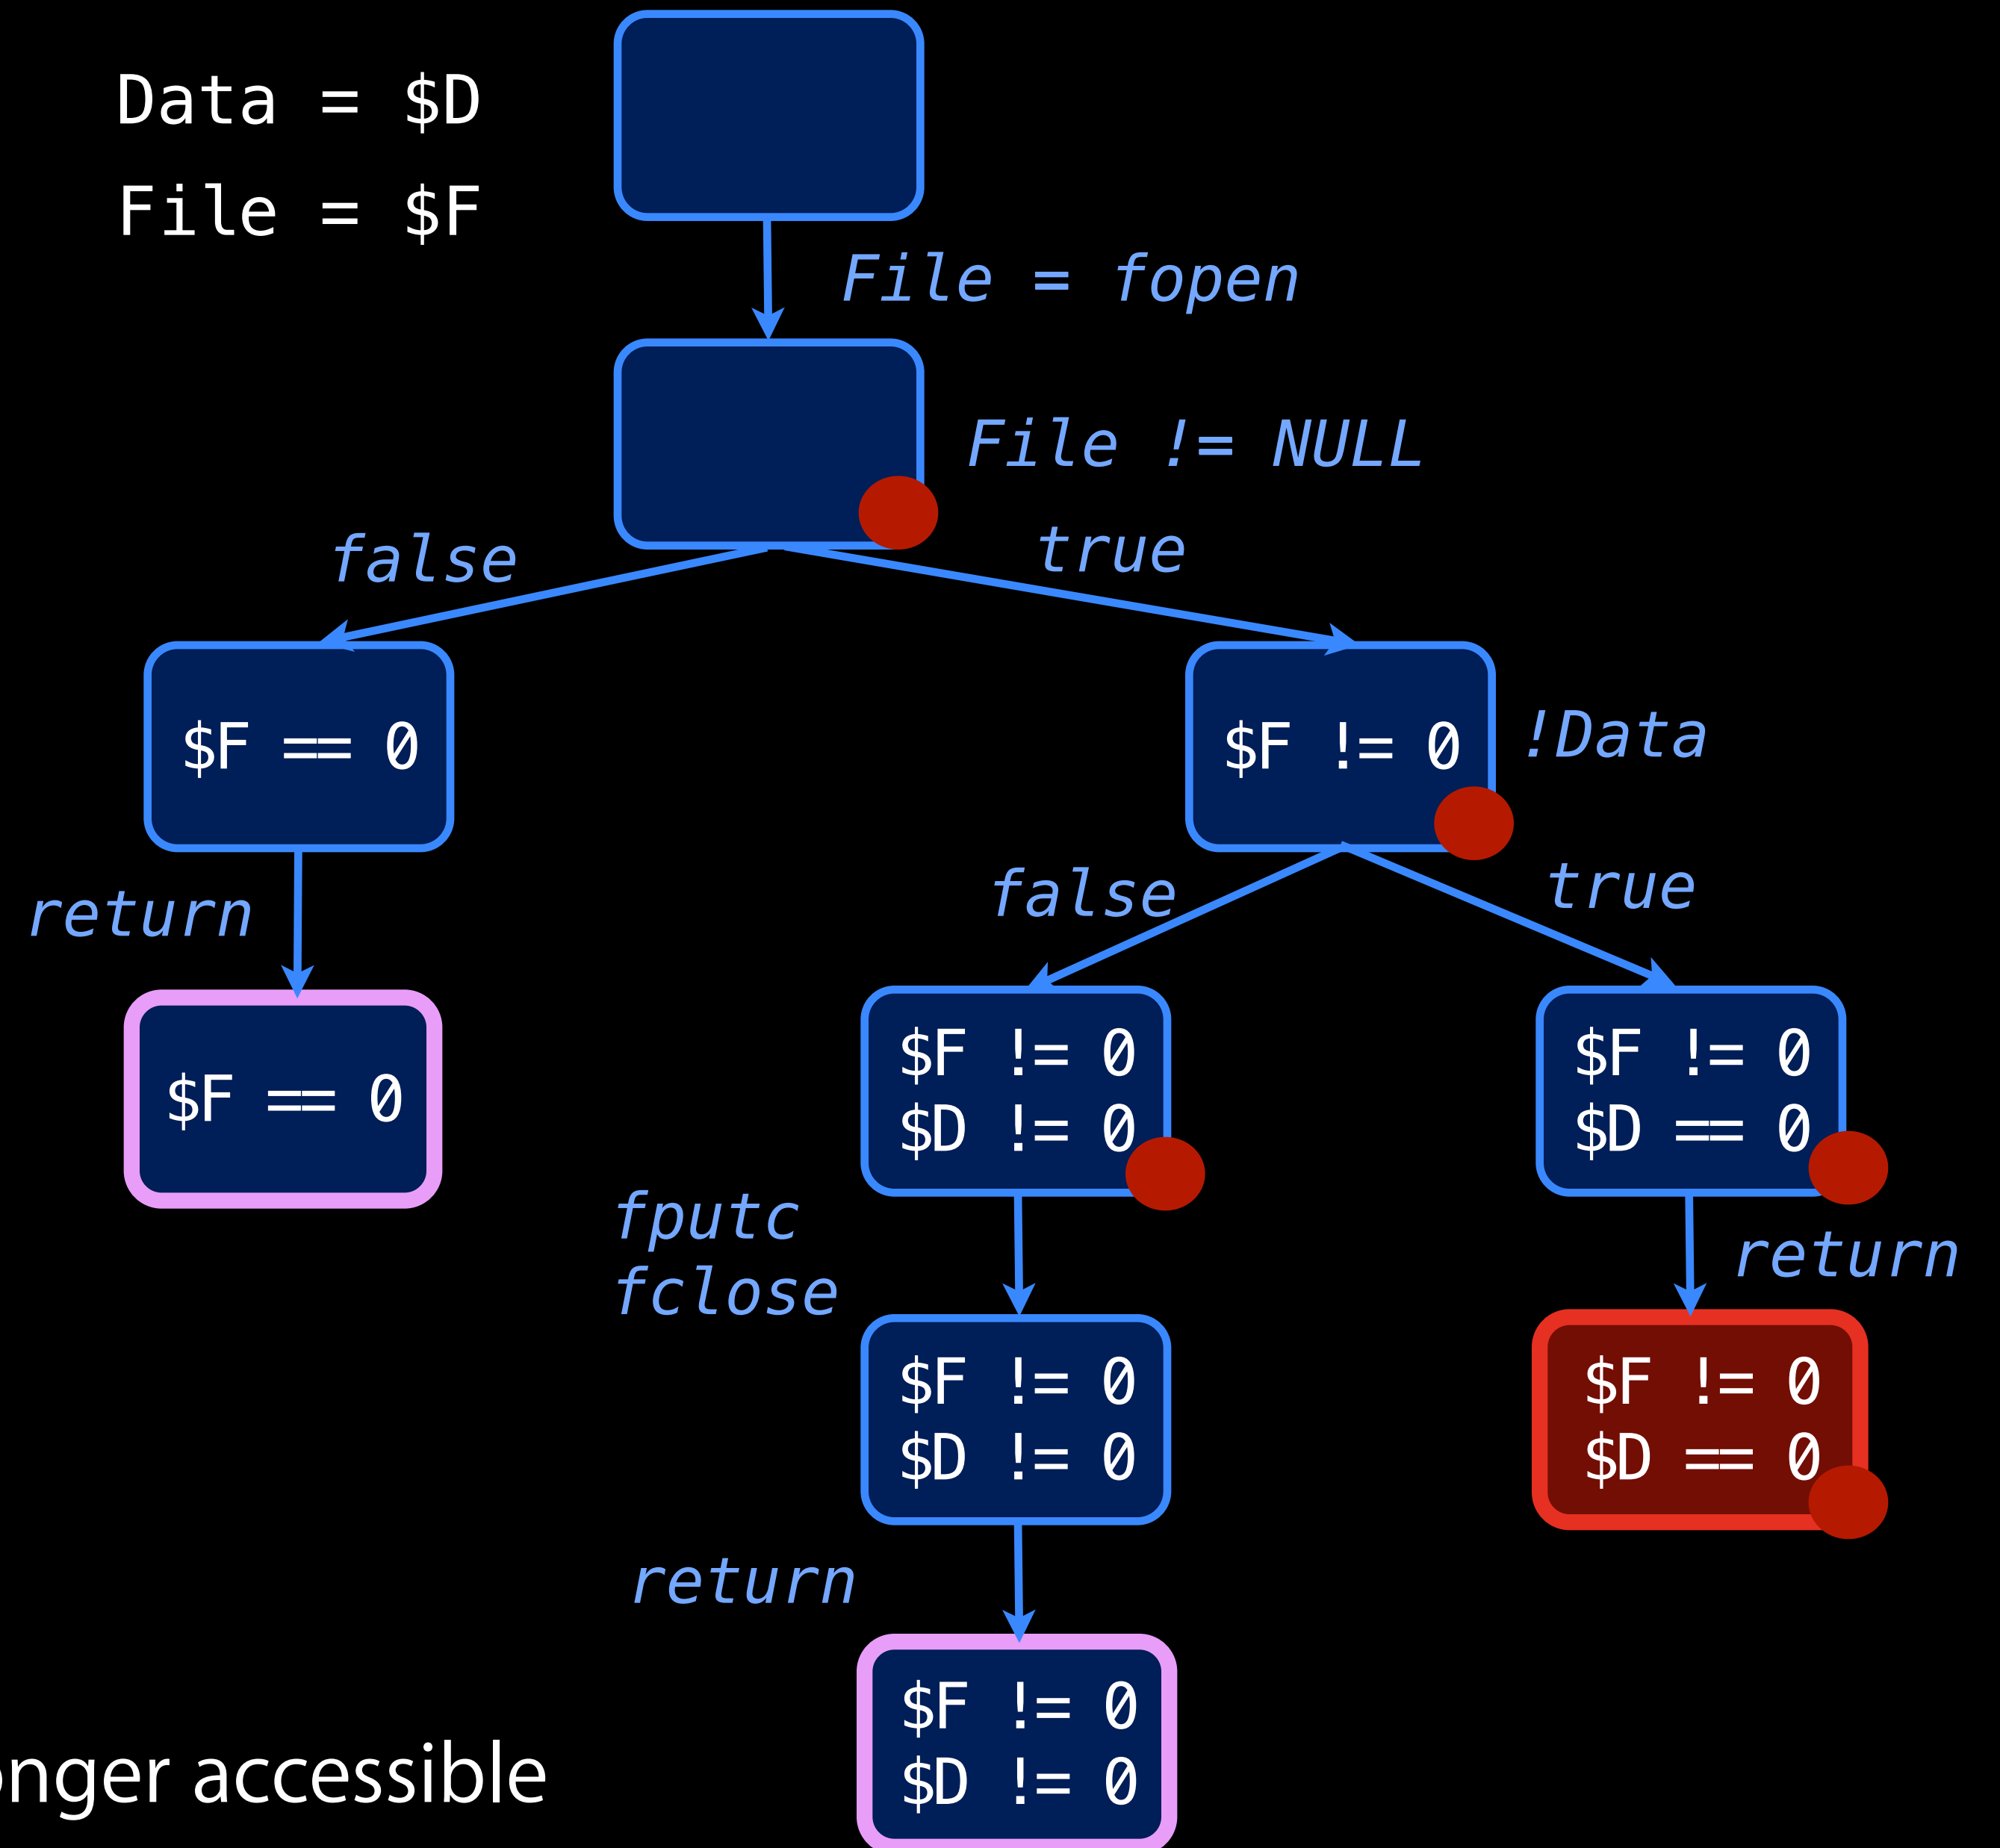 Data = $D
File = $F
File = fopen
File != NULL
false
true
$F == 0
$F != 0
!Data
return
false
true
$F == 0
$F != 0
$D != 0
$F != 0
$D == 0
fputc
fclose
return
$F != 0
$D != 0
$F != 0
$D == 0
return
$F != 0
$D != 0
accessible